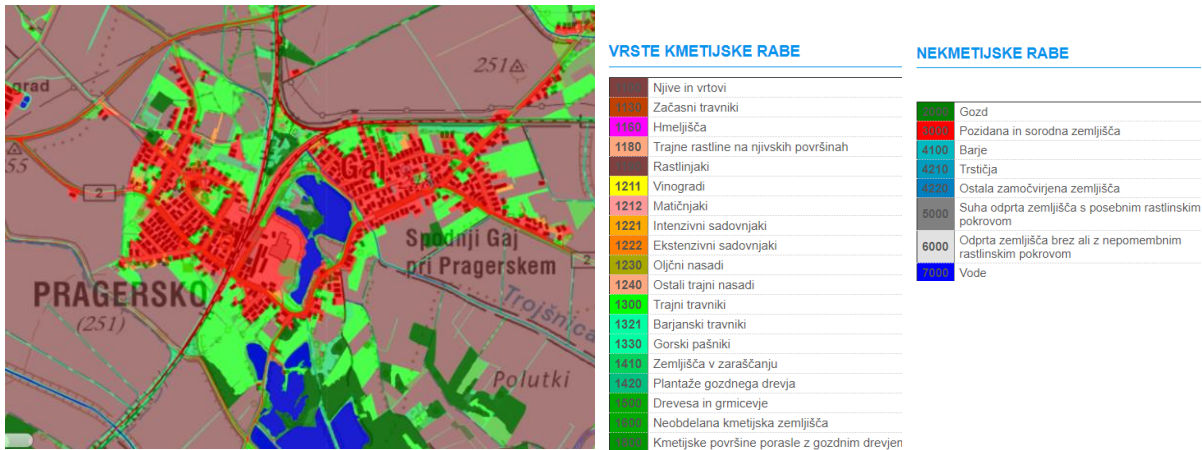 251
grad
55
2
Gaj
S
Spodnji Gaj
pri Pragerskem
2
PRAGERSKO
(251)
Trojšnica
Polutki
VRSTE KMETIJSKE RABE
Njive in vrtovi
1130 Začasni travniki
1160 Hmeljišča
1180 Trajne rastline na njivskih površinah
Rastlinjaki
1211 Vinogradi
1212 Matičnjaki
1221 Intenzivni sadovnjaki
1222 Ekstenzivni sadovnjaki
1230 Oljčni nasadi
1240 Ostali trajni nasadi
1300 Trajni travniki
1321 Barjanski travniki
1330 Gorski pašniki
1410 Zemljišča v zaraščanju
1420 Plantaže gozdnega drevja
1500 Drevesa in grmicevje
1600 Neobdelana kmetijska zemljišča
1800 Kmetijske površine porasle z gozdnim drevjem
NEKMETIJSKE RABE
2000 Gozd
3000 Pozidana in sorodna zemljišča
4100 Barje
4210 Trstičja
4220 Ostala zamočvirjena zemljišča
5000 Suha odprta zemljišča s posebnim rastlinskim
pokrovom
6000 Odprta zemljišča brez ali z nepomembnim
rastlinskim pokrovom
7000 Vode